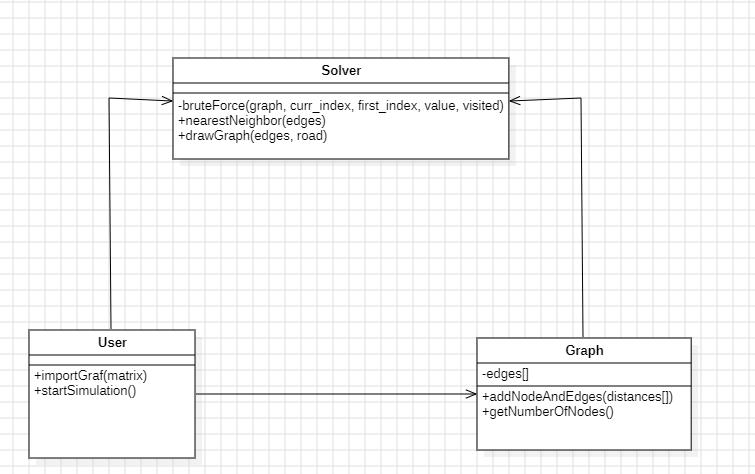 Solver
-bruteForce(graph, curr_index, first_index, value, visited)
+nearestNeighbor(edges)
+drawGraph(edges, road)
User
+importGraf(matrix)
+startSimulation()
Graph
-edges[]
+addNodeAndEdges(distances[])
+getNumberOfNodes()